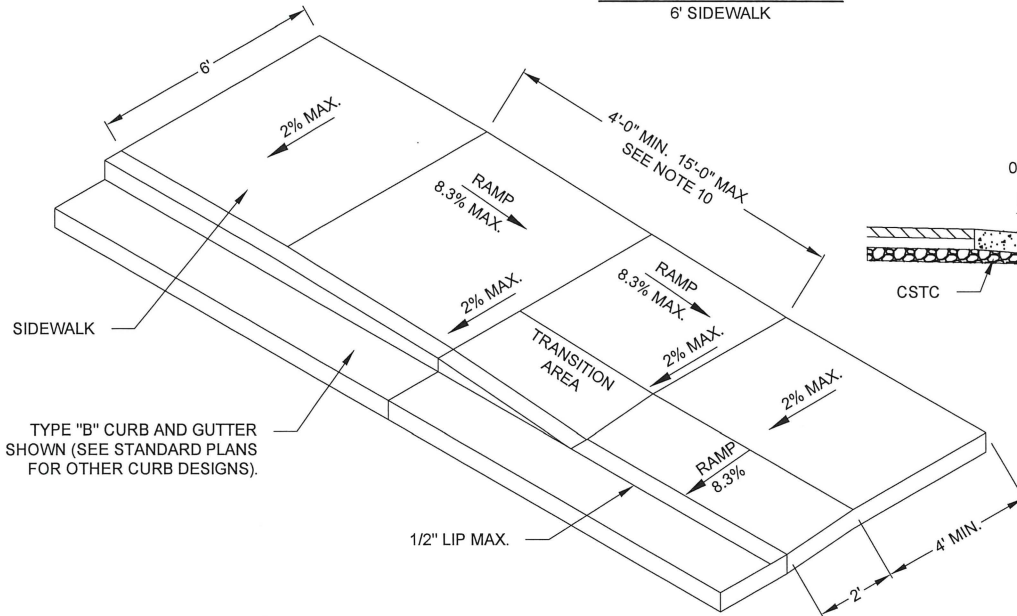 6' SIDEWALK
6'
2% MAX.
4'-0" MIN. 15'-0" MAX
SEE NOTE 10
RAMP
8.3% MAX.
0
2% MAX.
RAMP
8.3% MAX.
CSTC
SIDEWALK
TRANSITION
AREA
2% MAX.
2% MAX.
TYPE "B" CURB AND GUTTER
SHOWN (SEE STANDARD PLANS
FOR OTHER CURB DESIGNS).
RAMP
8.3%
1/2" LIP MAX.
4' MIN.
2'